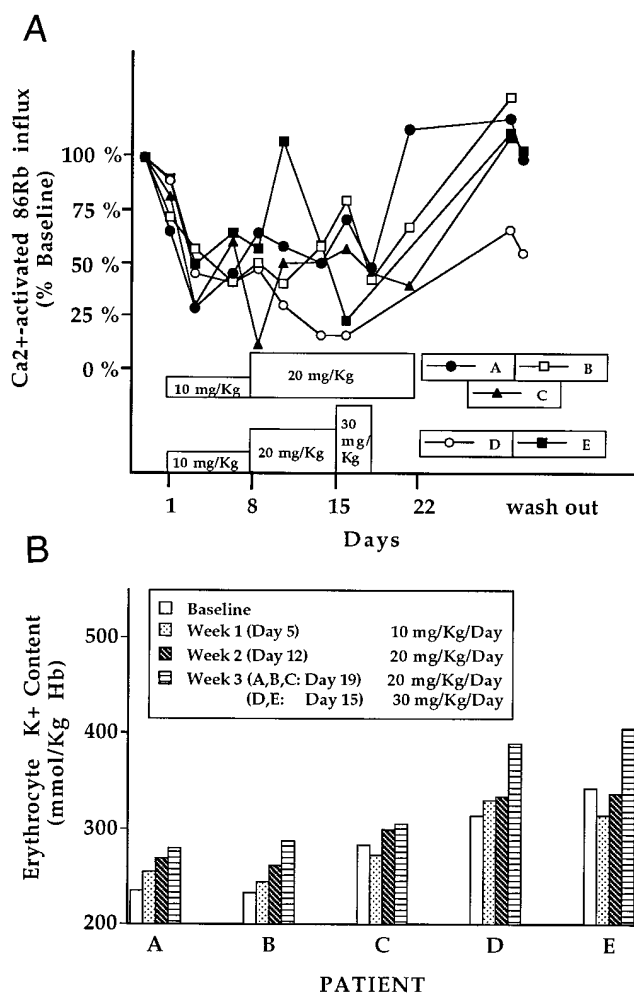 A
Ca2+-activated 86Rb influx
(% Baseline)
100 %
75 %
50 %
25 %
0 %
10 mg/Kg
20 mg/Kg
A
B
C
10 mg/Kg
20 mg/Kg
30
mg/
Kg
D
E
1
8
15
22
wash out
Days
B
Erythrocyte K+ Content
(mmol/Kg Hb)
500
400
300
200
Baseline
Week 1 (Day 5) 10 mg/Kg/Day
Week 2 (Day 12) 20 mg/Kg/Day
Week 3 (A,B,C: Day 19) 20 mg/Kg/Day
(D,E: Day 15) 30 mg/Kg/Day
A
B
C
D
E
PATIENT